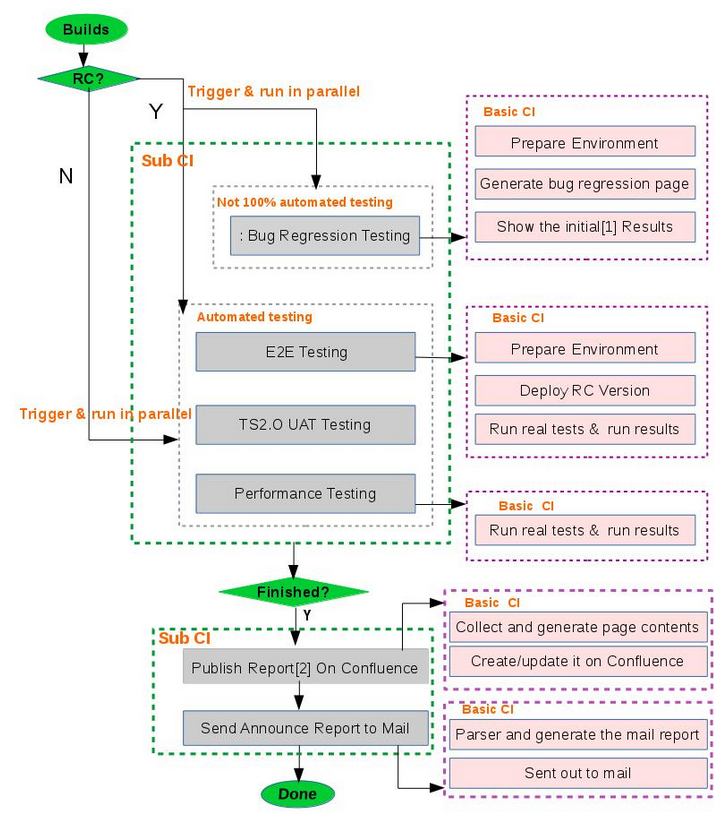 Builds
RC?
Trigger & run in parallel
Y
N
Sub CI
Not 100% automated testing
: Bug Regression Testing
Basic CI
Prepare Environment
Generate bug regression page
Show the initial[1] Results
Automated testing
E2E Testing
TS2.O UAT Testing
Performance Testing
Trigger & run in parallel
Basic CI
Prepare Environment
Deploy RC Version
Run real tests & run results
Basic CI
Run real tests & run results
Finished?
Y
Sub CI
Publish Report[2] On Confluence
Send Announce Report to Mail
Basic CI
Collect and generate page contents
Create/update it on Confluence
Basic CI
Parser and generate the mail report
Sent out to mail
Done